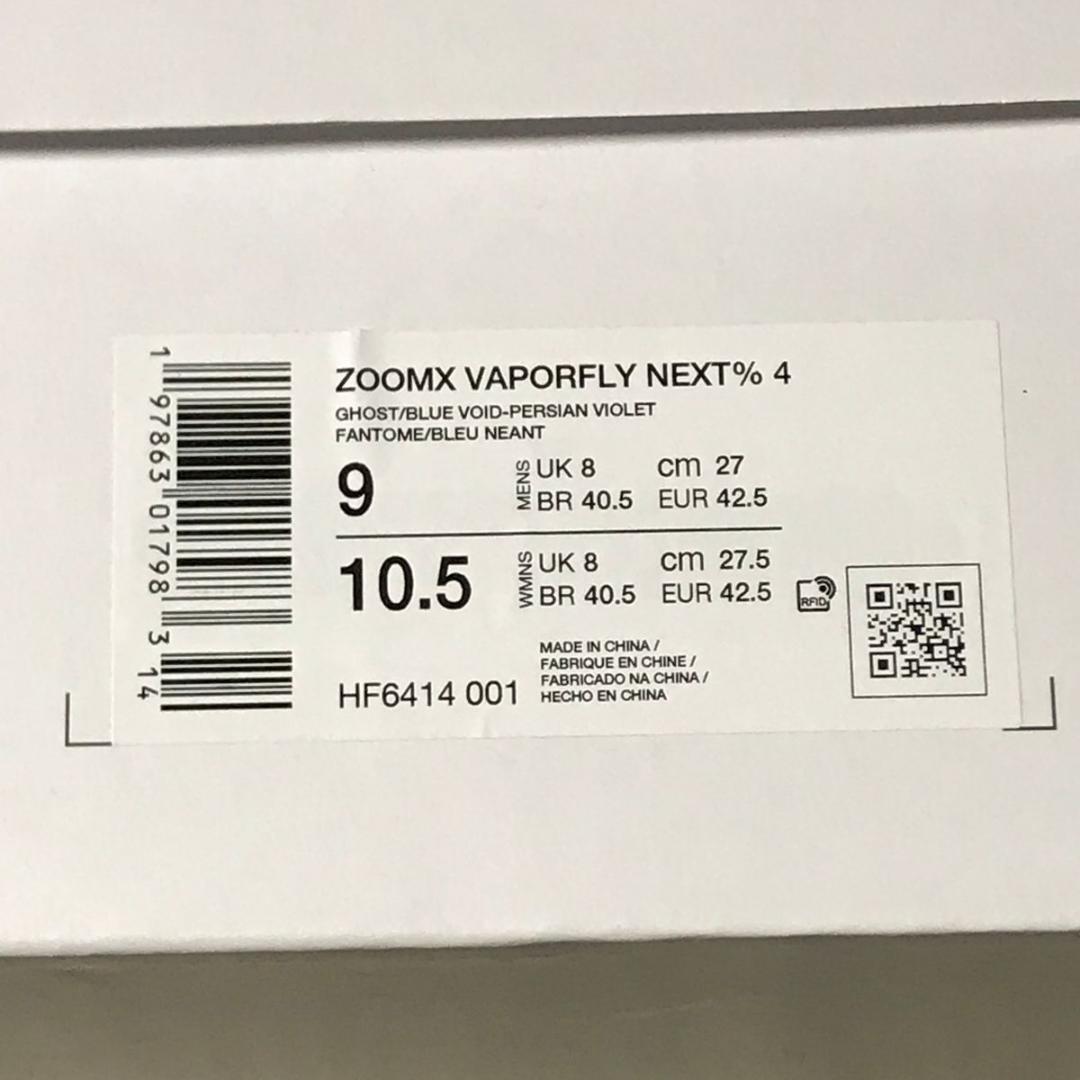 ZOOMX VAPORFLY NEXT% 4
GHOST/BLUE VOID-PERSIAN VIOLET
FANTOME/BLEU NEANT
9 MENS UK 8 cm 27
BR 40.5 EUR 42.5
10.5 WMNS UK 8 cm 27.5
BR 40.5 EUR 42.5
RFID
MADE IN CHINA /
FABRIQUE EN CHINE /
FABRICADO NA CHINA /
HECHO EN CHINA
HF6414 001
1 97863 01798 3 14